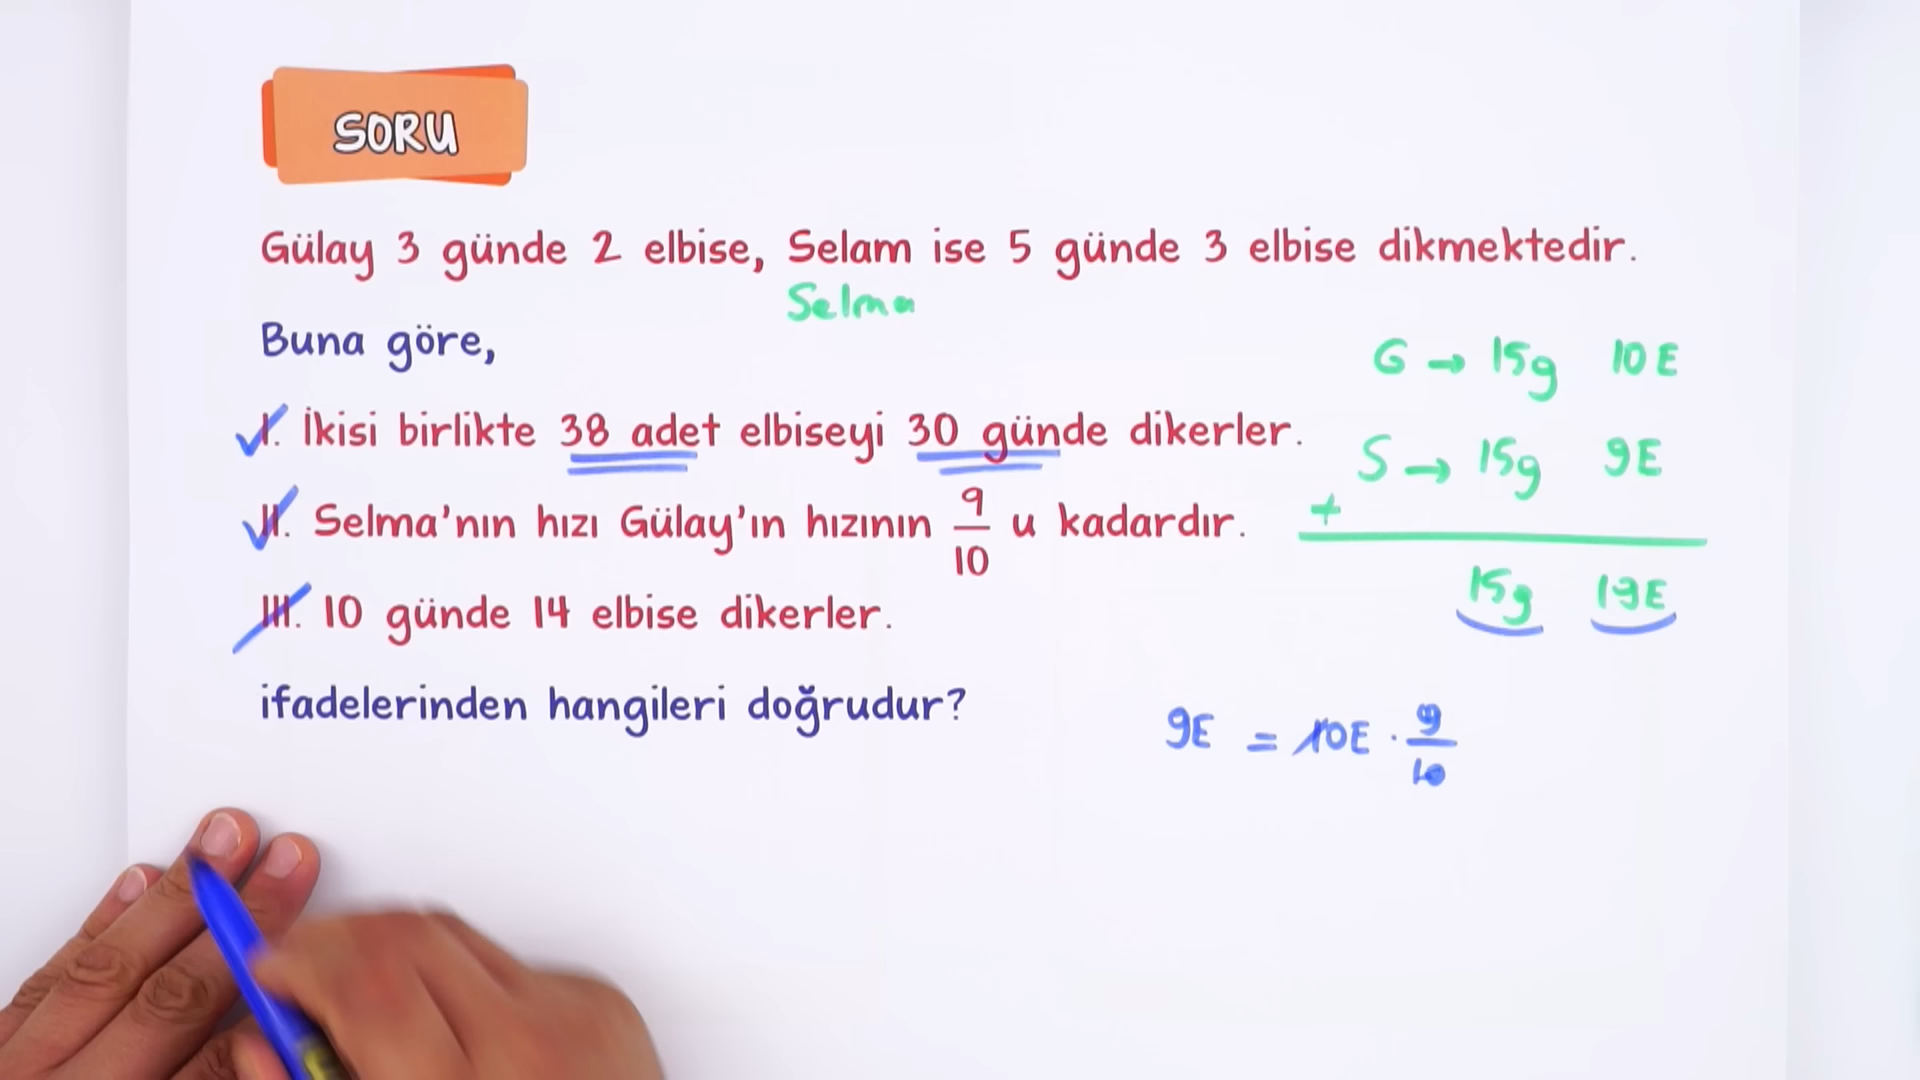 SORU
Gülay 3 günde 2 elbise, Selam ise 5 günde 3 elbise dikmektedir.
Selma
Buna göre,
I. İkisi birlikte 38 adet elbiseyi 30 günde dikerler.
II. Selma'nın hızı Gülay'ın hızının 9/10 u kadardır.
III. 10 günde 14 elbise dikerler.
ifadelerinden hangileri doğrudur?
G → 15g 10E
S → 15g 9E
+
15g 19E
9E = 10E · 9/10